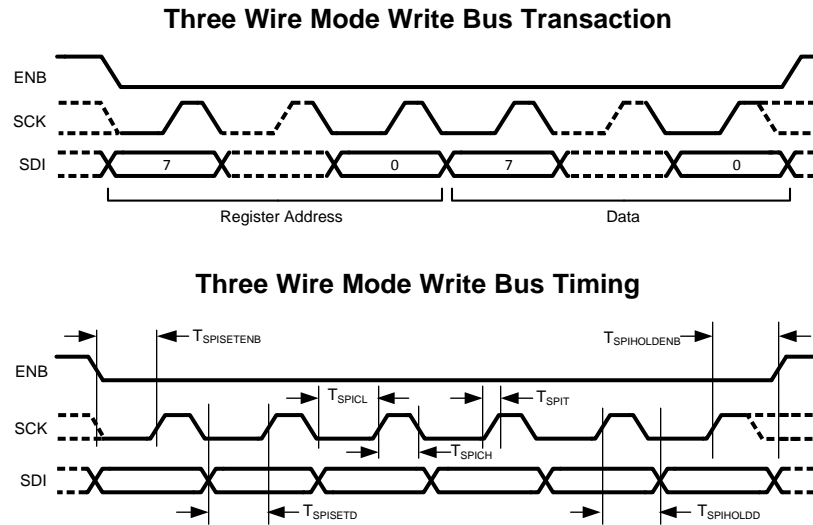 Three Wire Mode Write Bus Transaction
ENB
SCK
SDI
7
0
7
0
Register Address
Data
Three Wire Mode Write Bus Timing
TSPISETENB
TSPIHOLDENB
ENB
TSPICL
TSPIT
SCK
TSPICH
SDI
TSPISETD
TSPIHOLDD